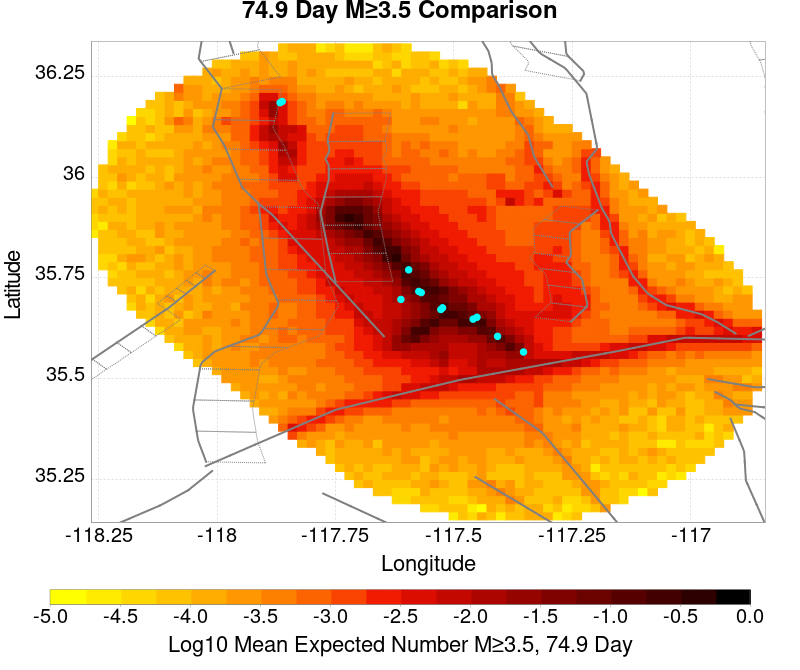 74.9 Day M≥3.5 Comparison
36.25
36
35.75
35.5
35.25
Latitude
-118.25 -118 -117.75 -117.5 -117.25 -117
Longitude
-5.0 -4.5 -4.0 -3.5 -3.0 -2.5 -2.0 -1.5 -1.0 -0.5 0.0
Log10 Mean Expected Number M≥3.5, 74.9 Day